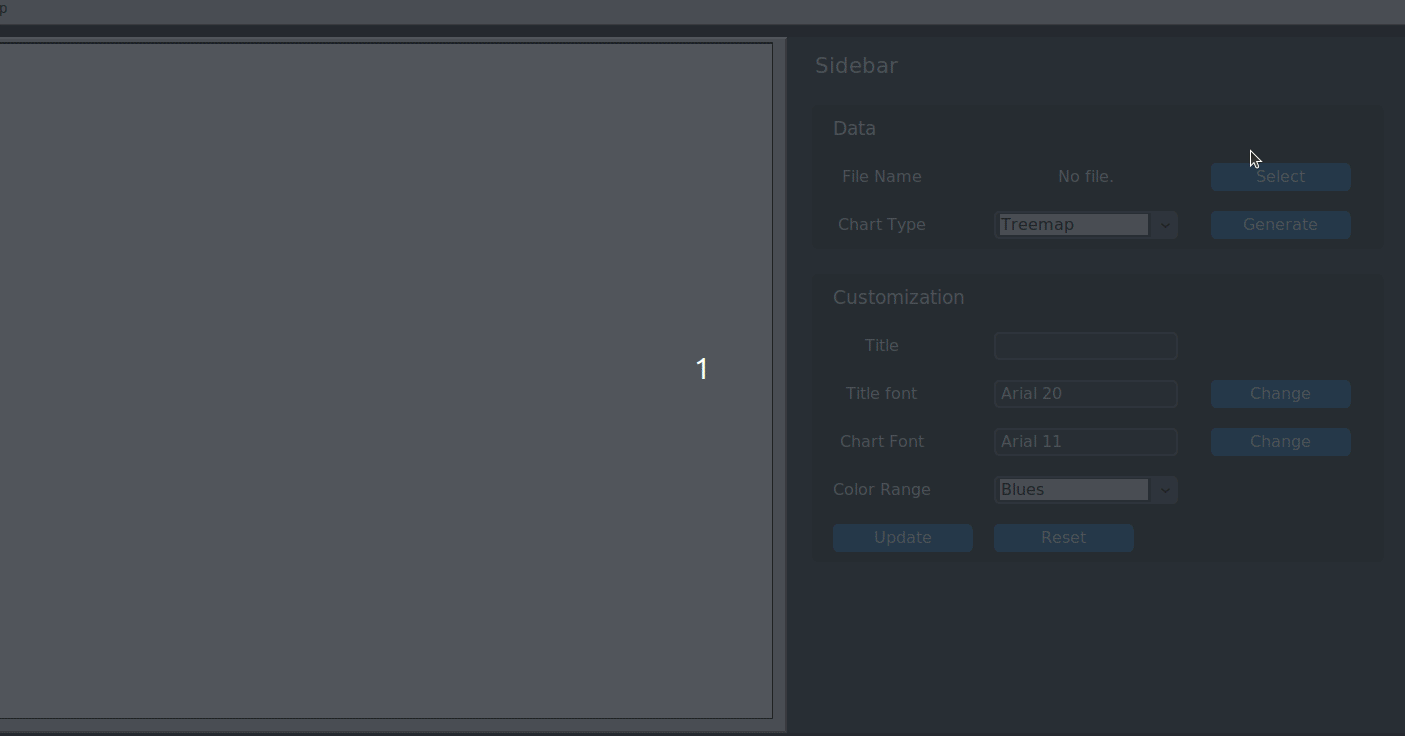 p
Sidebar
Data
File Name No file. Select
Chart Type Treemap Generate
Customization
Title
1
Title font Arial 20 Change
Chart Font Arial 11 Change
Color Range Blues
Update Reset